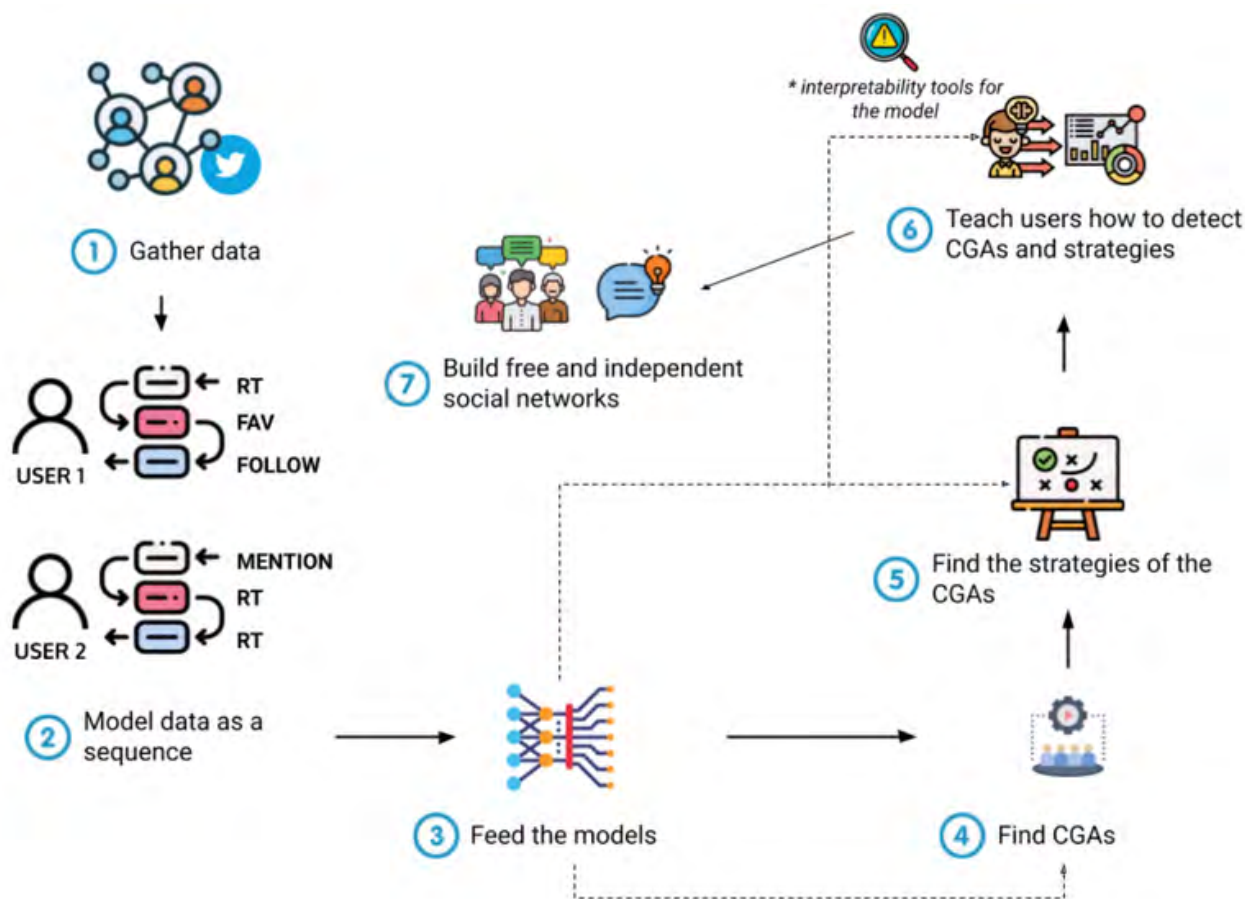 * interpretability tools for
the model
1 Gather data
6 Teach users how to detect
CGAs and strategies
7 Build free and independent
social networks
RT
FAV
FOLLOW
USER 1
MENTION
RT
RT
USER 2
5 Find the strategies of the
CGAs
2 Model data as a
sequence
3 Feed the models
4 Find CGAs